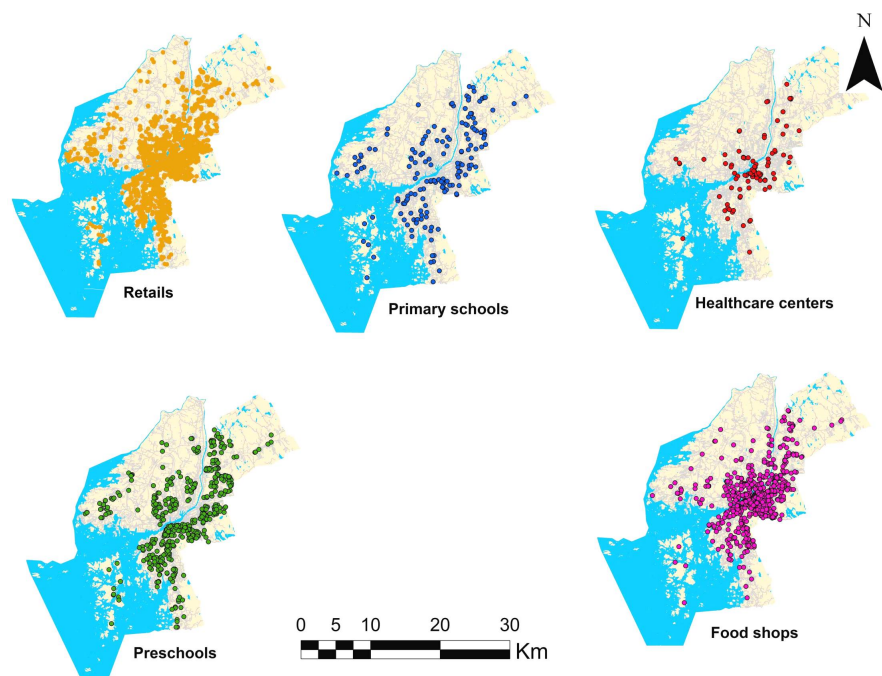 N
Retails
Primary schools
Healthcare centers
0 5 10 20 30
Km
Preschools
Food shops